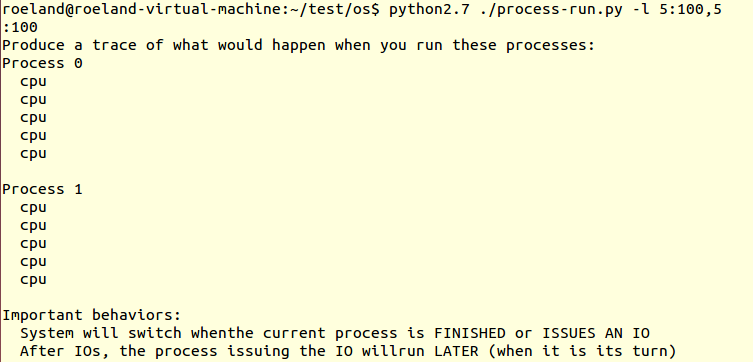 roeland@roeland-virtual-machine:~/test/os$ python2.7 ./process-run.py -l 5:100,5
:100
Produce a trace of what would happen when you run these processes:
Process 0
  cpu
  cpu
  cpu
  cpu
  cpu

Process 1
  cpu
  cpu
  cpu
  cpu
  cpu

Important behaviors:
  System will switch whenthe current process is FINISHED or ISSUES AN IO
  After IOs, the process issuing the IO willrun LATER (when it is its turn)